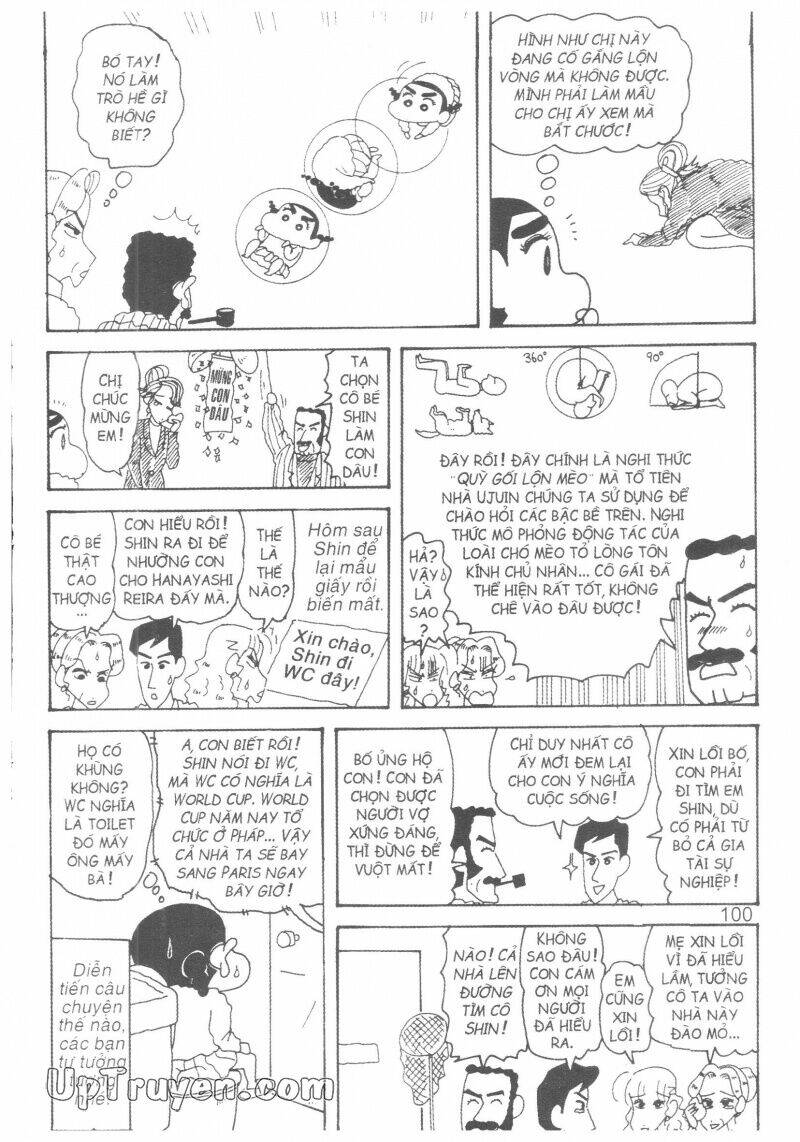 HÌNH NHƯ CHỊ NÀY
ĐANG CỐ GẮNG LỘN
VÒNG MÀ KHÔNG ĐƯỢC.
MÌNH PHẢI LÀM MẪU
CHO CHỊ ẤY XEM MÀ
BẮT CHƯỚC!
BÓ TAY!
NÓ LÀM
TRÒ HỀ GÌ
KHÔNG
BIẾT?
360°
90°
ĐÂY RỒI! ĐÂY CHÍNH LÀ NGHI THỨC
"QUỲ GỐI LỘN MÈO" MÀ TỔ TIÊN
NHÀ UJUIN CHÚNG TA SỬ DỤNG ĐỂ
CHÀO HỎI CÁC BẬC BỀ TRÊN. NGHI
THỨC MÔ PHỎNG ĐỘNG TÁC CỦA
LOÀI CHÓ MÈO TỎ LÒNG TÔN
KÍNH CHỦ NHÂN... CÔ GÁI ĐÃ
THỂ HIỆN RẤT TỐT, KHÔNG
CHÊ VÀO ĐÂU ĐƯỢC!
HẢ?
VẬY
LÀ
SAO
?
TA
CHỌN
CÔ BÉ
SHIN
LÀM
CON
DÂU!
MỪNG
CON
DÂU
CHỊ
CHÚC
MỪNG
EM!
Hôm sau
Shin để
lại mẩu
giấy rồi
biến mất.
Xin chào,
Shin đi
WC đây!
THẾ
LÀ
THẾ
NÀO?
CON HIỂU RỒI!
SHIN RA ĐI ĐỂ
NHƯỜNG CON
CHO HANAYASHI
REIRA ĐẤY MÀ.
CÔ BÉ
THẬT
CAO
THƯỢNG
...
XIN LỖI BỐ,
CON PHẢI
ĐI TÌM EM
SHIN, DÙ
CÓ PHẢI TỪ
BỎ CẢ GIA
TÀI SỰ
NGHIỆP!
CHỈ DUY NHẤT CÔ
ẤY MỚI ĐEM LẠI
CHO CON Ý NGHĨA
CUỘC SỐNG!
BỐ ỦNG HỘ
CON! CON ĐÃ
CHỌN ĐƯỢC
NGƯỜI VỢ
XỨNG ĐÁNG,
THÌ ĐỪNG ĐỂ
VUỘT MẤT!
100
MẸ XIN LỖI
VÌ ĐÃ HIỂU
LẦM, TƯỞNG
CÔ TA VÀO
NHÀ NÀY
ĐÀO MỎ...
EM
CŨNG
XIN
LỖI!
KHÔNG
SAO ĐÂU!
CON CÁM
ƠN MỌI
NGƯỜI
ĐÃ HIỂU
RA.
NÀO! CẢ
NHÀ LÊN
ĐƯỜNG
TÌM CÔ
SHIN!
A, CON BIẾT RỒI!
SHIN NÓI ĐI WC,
MÀ WC CÓ NGHĨA LÀ
WORLD CUP. WORLD
CUP NĂM NAY TỔ
CHỨC Ở PHÁP... VẬY
CẢ NHÀ TA SẼ BAY
SANG PARIS NGAY
BÂY GIỜ!
HỌ CÓ
KHÙNG
KHÔNG?
WC NGHĨA
LÀ TOILET
ĐÓ MẤY
ÔNG MẤY
BÀ!
Diễn
tiến câu
chuyện
thế nào,
các bạn
tự tưởng
nhé!
UpTruyen.com